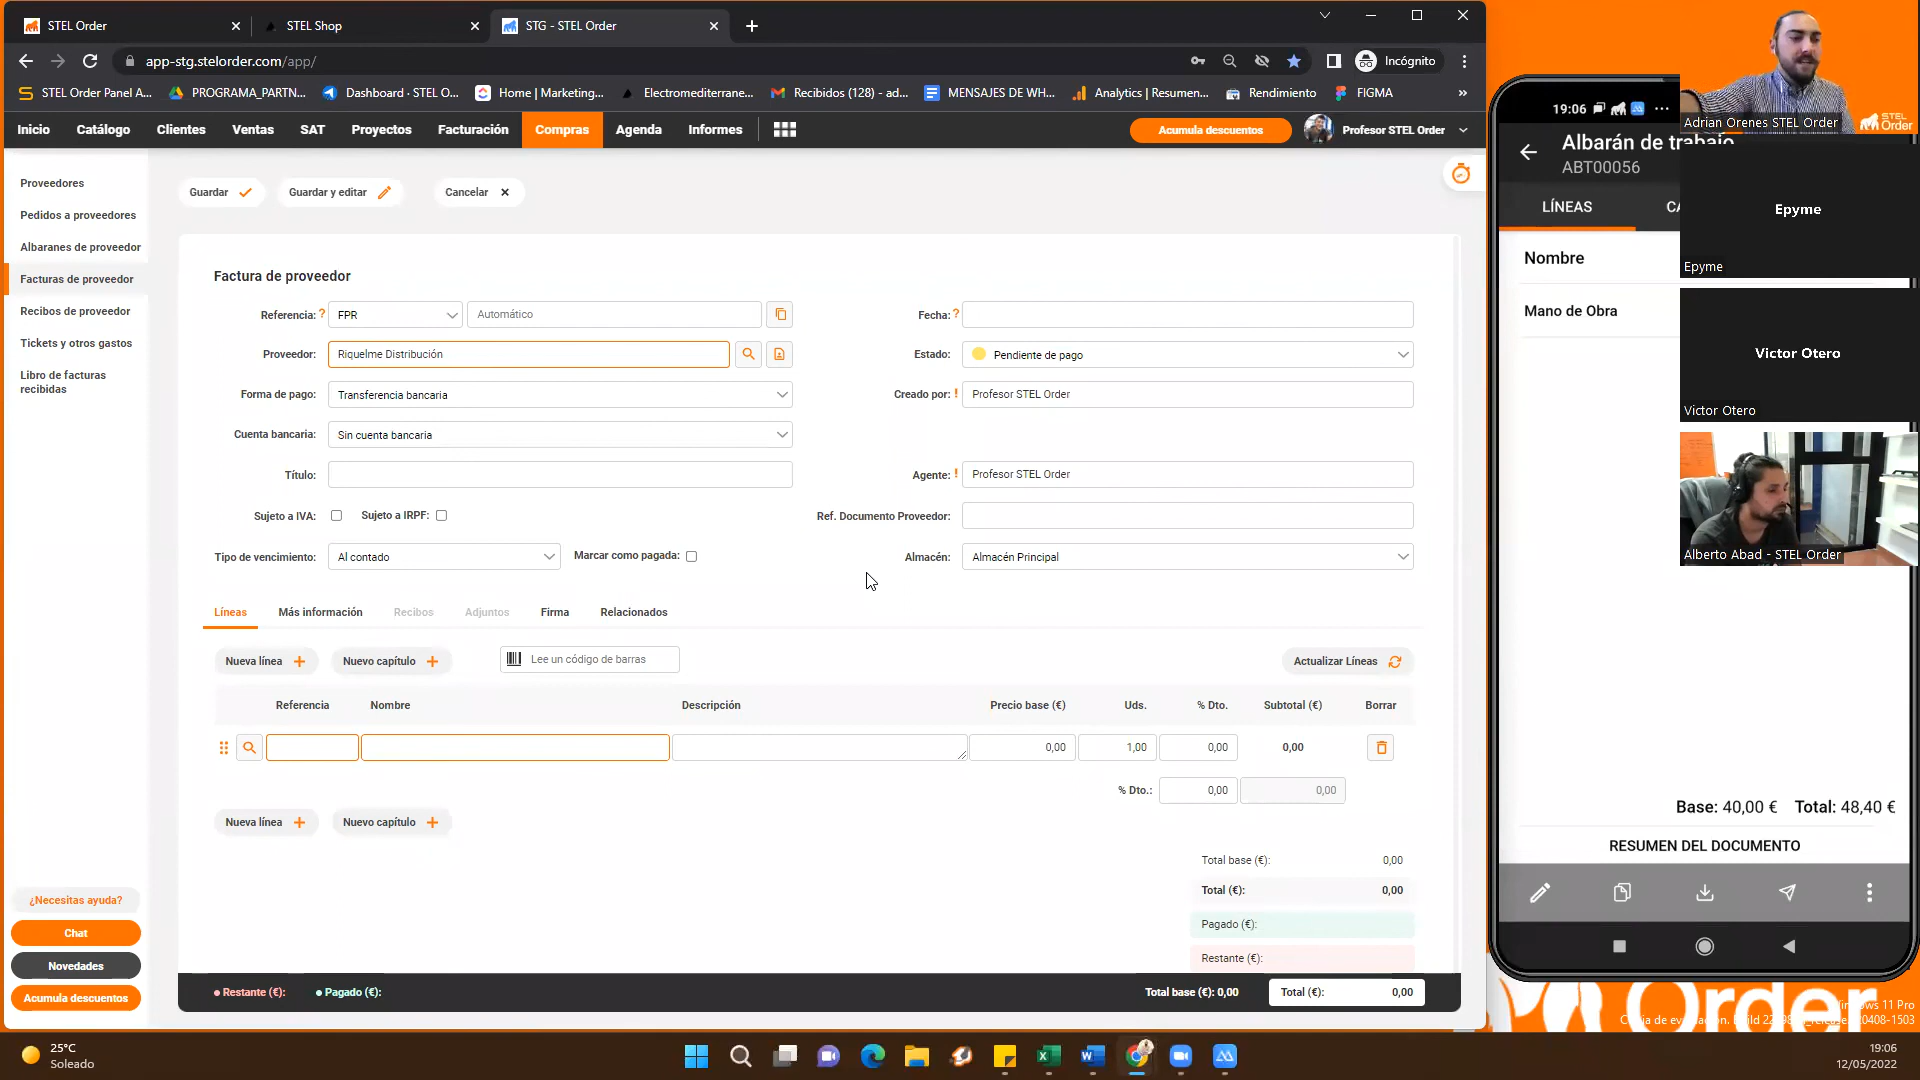 STEL Order
STEL Shop
STG - STEL Order
app-stg.stelorder.com/app/
Incógnito
STEL Order Panel A...
PROGRAMA_PARTN...
Dashboard · STEL O...
Home | Marketing...
Electromediterrane...
Recibidos (128) - ad...
MENSAJES DE WH...
Analytics | Resumen...
Rendimiento
FIGMA
»
Inicio
Catálogo
Clientes
Ventas
SAT
Proyectos
Facturación
Compras
Agenda
Informes
Acumula descuentos
Profesor STEL Order
Proveedores
Pedidos a proveedores
Albaranes de proveedor
Facturas de proveedor
Recibos de proveedor
Tickets y otros gastos
Libro de facturas
recibidas
¿Necesitas ayuda?
Chat
Novedades
Acumula descuentos
Guardar
Guardar y editar
Cancelar
Factura de proveedor
Referencia: ? FPR Automático
Fecha: ?
Proveedor: Riquelme Distribución
Estado: Pendiente de pago
Forma de pago: Transferencia bancaria
Creado por: ! Profesor STEL Order
Cuenta bancaria: Sin cuenta bancaria
Título:
Agente: ! Profesor STEL Order
Sujeto a IVA: Sujeto a IRPF:
Ref. Documento Proveedor:
Tipo de vencimiento: Al contado Marcar como pagada:
Almacén: Almacén Principal
Líneas
Más información
Recibos
Adjuntos
Firma
Relacionados
Nueva línea +
Nuevo capítulo +
Lee un código de barras
Actualizar Líneas
Referencia Nombre Descripción Precio base (€) Uds. % Dto. Subtotal (€) Borrar
0,00 1,00 0,00 0,00
% Dto.: 0,00 0,00
Nueva línea +
Nuevo capítulo +
Total base (€): 0,00
Total (€): 0,00
Pagado (€):
Restante (€):
Restante (€): Pagado (€): Total base (€): 0,00 Total (€): 0,00
19:06
Albarán de trabajo
ABT00056
LÍNEAS
Nombre
Mano de Obra
Base: 40,00 € Total: 48,40 €
RESUMEN DEL DOCUMENTO
Adrian Orenes STEL Order
STEL
Order
Epyme
Epyme
Victor Otero
Victor Otero
Alberto Abad - STEL Order
Order
25°C
Soleado
19:06
12/05/2022